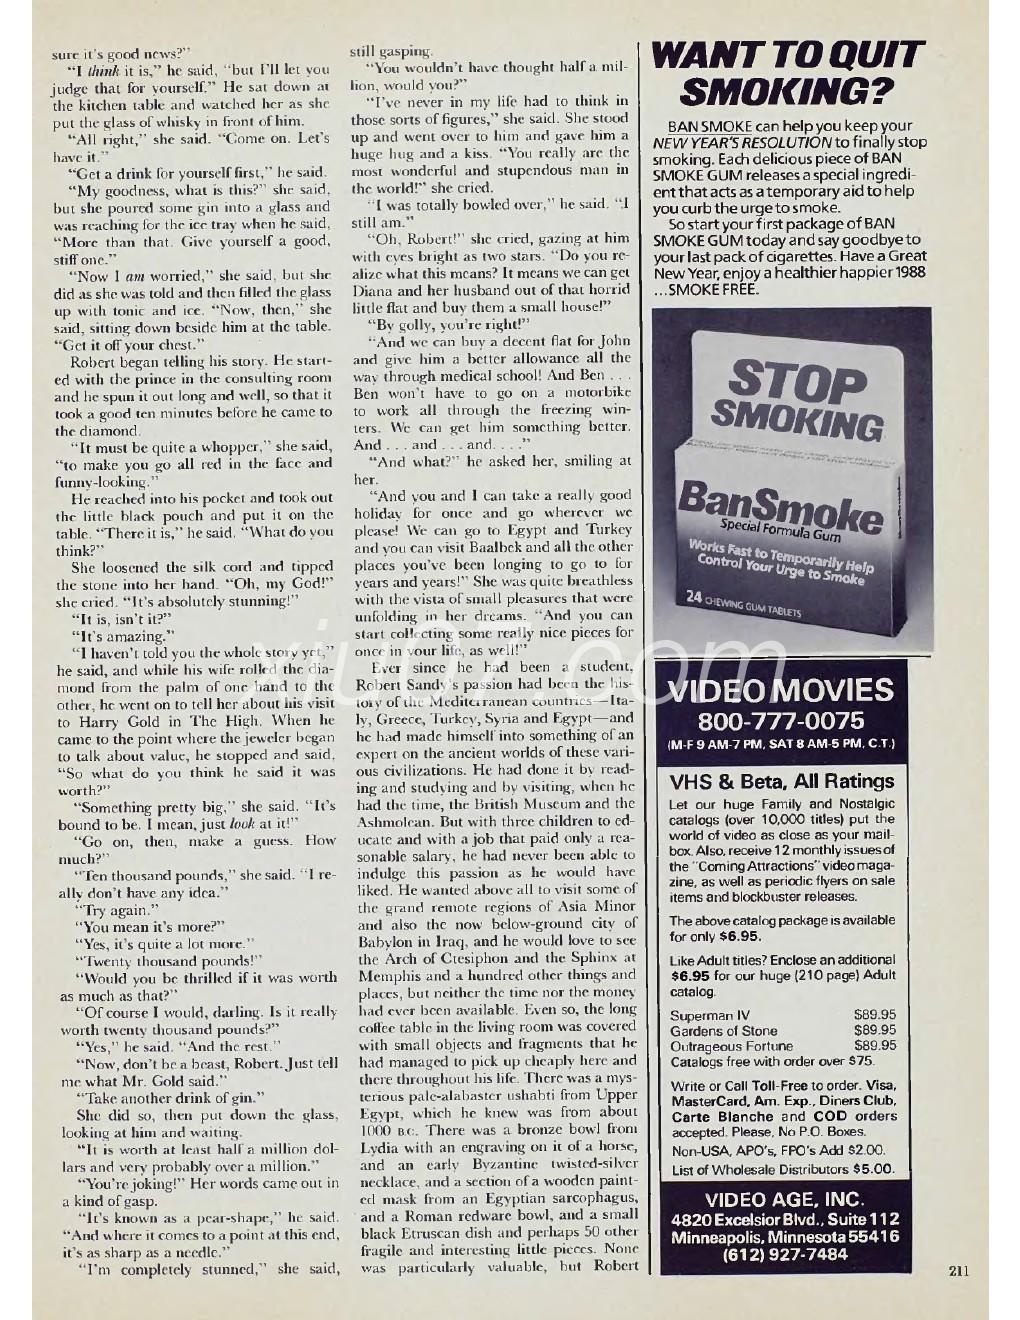 sure it's good news?"
"I think it is," he said, "but I'll let you
judge that for yourself." He sat down at
the kitchen table and watched her as she
put the glass of whisky in front of him.
"All right," she said. "Come on. Let's
have it."
"Get a drink for yourself first," he said.
"My goodness, what is this?" she said,
but she poured some gin into a glass and
was reaching for the ice tray when he said,
"More than that. Give yourself a good,
stiff one."
"Now I am worried," she said, but she
did as she was told and then filled the glass
up with tonic and ice. "Now, then," she
said, sitting down beside him at the table.
"Get it off your chest."
Robert began telling his story. He start-
ed with the prince in the consulting room
and he spun it out long and well, so that it
took a good ten minutes before he came to
the diamond.
"It must be quite a whopper," she said,
"to make you go all red in the face and
funny-looking."
He reached into his pocket and took out
the little black pouch and put it on the
table. "There it is," he said. "What do you
think?"
She loosened the silk cord and tipped
the stone into her hand. "Oh, my God!"
she cried. "It's absolutely stunning!"
"It is, isn't it?"
"It's amazing."
"I haven't told you the whole story yet,"
he said, and while his wife rolled the dia-
mond from the palm of one hand to the
other, he went on to tell her about his visit
to Harry Gold in The High. When he
came to the point where the jeweler began
to talk about value, he stopped and said,
"So what do you think he said it was
worth?"
"Something pretty big," she said. "It's
bound to be. I mean, just look at it!"
"Go on, then, make a guess. How
much?"
"Ten thousand pounds," she said. "I re-
ally don't have any idea."
"Try again."
"You mean it's more?"
"Yes, it's quite a lot more."
"Twenty thousand pounds!"
"Would you be thrilled if it was worth
as much as that?"
"Of course I would, darling. Is it really
worth twenty thousand pounds?"
"Yes," he said. "And the rest."
"Now, don't be a beast, Robert. Just tell
me what Mr. Gold said."
"Take another drink of gin."
She did so, then put down the glass,
looking at him and waiting.
"It is worth at least half a million dol-
lars and very probably over a million."
"You're joking!" Her words came out in
a kind of gasp.
"It's known as a pear-shape," he said.
"And where it comes to a point at this end,
it's as sharp as a needle."
"I'm completely stunned," she said,
still gasping.
"You wouldn't have thought half a mil-
lion, would you?"
"I've never in my life had to think in
those sorts of figures," she said. She stood
up and went over to him and gave him a
huge hug and a kiss. "You really are the
most wonderful and stupendous man in
the world!" she cried.
"I was totally bowled over," he said. "I
still am."
"Oh, Robert!" she cried, gazing at him
with eyes bright as two stars. "Do you re-
alize what this means? It means we can get
Diana and her husband out of that horrid
little flat and buy them a small house!"
"By golly, you're right!"
"And we can buy a decent flat for John
and give him a better allowance all the
way through medical school! And Ben . . .
Ben won't have to go on a motorbike
to work all through the freezing win-
ters. We can get him something better.
And . . . and . . . and. . . ."
"And what?" he asked her, smiling at
her.
"And you and I can take a really good
holiday for once and go wherever we
please! We can go to Egypt and Turkey
and you can visit Baalbek and all the other
places you've been longing to go to for
years and years!" She was quite breathless
with the vista of small pleasures that were
unfolding in her dreams. "And you can
start collecting some really nice pieces for
once in your life, as well!"
Ever since he had been a student,
Robert Sandy's passion had been the his-
tory of the Mediterranean countries—Ita-
ly, Greece, Turkey, Syria and Egypt—and
he had made himself into something of an
expert on the ancient worlds of these vari-
ous civilizations. He had done it by read-
ing and studying and by visiting, when he
had the time, the British Museum and the
Ashmolean. But with three children to ed-
ucate and with a job that paid only a rea-
sonable salary, he had never been able to
indulge this passion as he would have
liked. He wanted above all to visit some of
the grand remote regions of Asia Minor
and also the now below-ground city of
Babylon in Iraq, and he would love to see
the Arch of Ctesiphon and the Sphinx at
Memphis and a hundred other things and
places, but neither the time nor the money
had ever been available. Even so, the long
coffee table in the living room was covered
with small objects and fragments that he
had managed to pick up cheaply here and
there throughout his life. There was a mys-
terious pale-alabaster ushabti from Upper
Egypt, which he knew was from about
1000 B.C. There was a bronze bowl from
Lydia with an engraving on it of a horse,
and an early Byzantine twisted-silver
necklace, and a section of a wooden paint-
ed mask from an Egyptian sarcophagus,
and a Roman redware bowl, and a small
black Etruscan dish and perhaps 50 other
fragile and interesting little pieces. None
was particularly valuable, but Robert
WANT TO QUIT
SMOKING?
BAN SMOKE can help you keep your
NEW YEAR'S RESOLUTION to finally stop
smoking. Each delicious piece of BAN
SMOKE GUM releases a special ingredi-
ent that acts as a temporary aid to help
you curb the urge to smoke.
So start your first package of BAN
SMOKE GUM today and say goodbye to
your last pack of cigarettes. Have a Great
New Year, enjoy a healthier happier 1988
...SMOKE FREE.
STOP
SMOKING
BanSmoke
Special Formula Gum
Works Fast to Temporarily Help
Control Your Urge to Smoke
24 CHEWING GUM TABLETS
VIDEO MOVIES
800-777-0075
(M-F 9 AM-7 PM, SAT 8 AM-5 PM, C.T.)
VHS & Beta, All Ratings
Let our huge Family and Nostalgic
catalogs (over 10,000 titles) put the
world of video as close as your mail-
box. Also, receive 12 monthly issues of
the "Coming Attractions" video maga-
zine, as well as periodic flyers on sale
items and blockbuster releases.
The above catalog package is available
for only $6.95.
Like Adult titles? Enclose an additional
$6.95 for our huge (210 page) Adult
catalog.
Superman IV $89.95
Gardens of Stone $89.95
Outrageous Fortune $89.95
Catalogs free with order over $75.
Write or Call Toll-Free to order. Visa,
MasterCard, Am. Exp., Diners Club,
Carte Blanche and COD orders
accepted. Please, No P.O. Boxes.
Non-USA, APO's, FPO's Add $2.00.
List of Wholesale Distributors $5.00.
VIDEO AGE, INC.
4820 Excelsior Blvd., Suite 112
Minneapolis, Minnesota 55416
(612) 927-7484
211